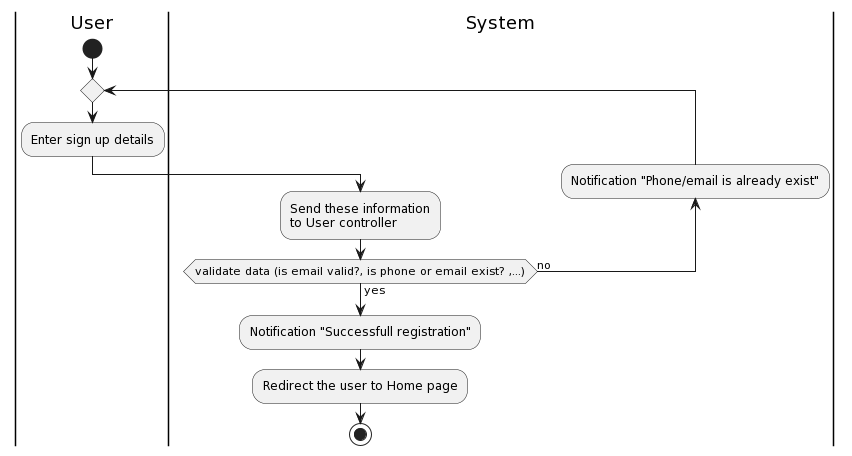 User
System
Enter sign up details
Notification "Phone/email is already exist"
Send these information
to User controller
validate data (is email valid?, is phone or email exist? ,...)
no
yes
Notification "Successfull registration"
Redirect the user to Home page